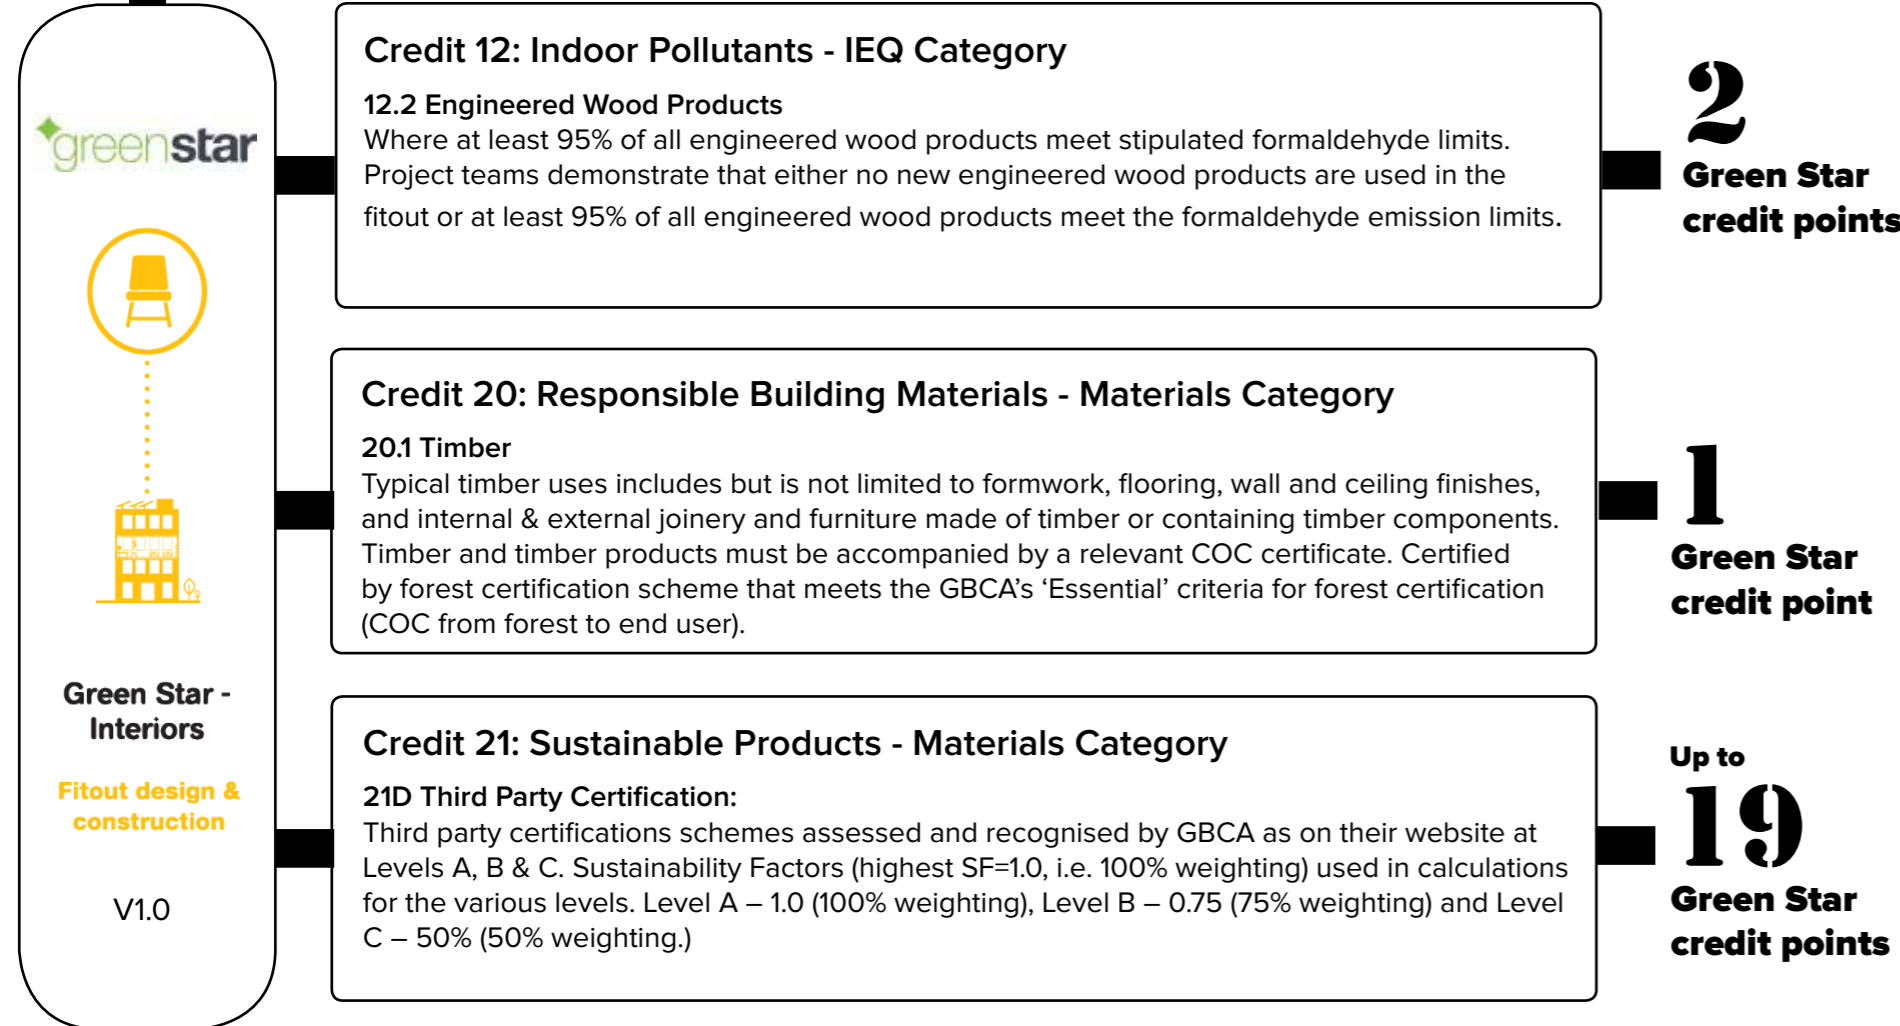 greenstar
Green Star -
Interiors
Fitout design &
construction
V1.0
Credit 12: Indoor Pollutants - IEQ Category
12.2 Engineered Wood Products
Where at least 95% of all engineered wood products meet stipulated formaldehyde limits.
Project teams demonstrate that either no new engineered wood products are used in the
fitout or at least 95% of all engineered wood products meet the formaldehyde emission limits.
2
Green Star
credit points
Credit 20: Responsible Building Materials - Materials Category
20.1 Timber
Typical timber uses includes but is not limited to formwork, flooring, wall and ceiling finishes,
and internal & external joinery and furniture made of timber or containing timber components.
Timber and timber products must be accompanied by a relevant COC certificate. Certified
by forest certification scheme that meets the GBCA’s ‘Essential’ criteria for forest certification
(COC from forest to end user).
1
Green Star
credit point
Credit 21: Sustainable Products - Materials Category
21D Third Party Certification:
Third party certifications schemes assessed and recognised by GBCA as on their website at
Levels A, B & C. Sustainability Factors (highest SF=1.0, i.e. 100% weighting) used in calculations
for the various levels. Level A – 1.0 (100% weighting), Level B – 0.75 (75% weighting) and Level
C – 50% (50% weighting.)
Up to
19
Green Star
credit points